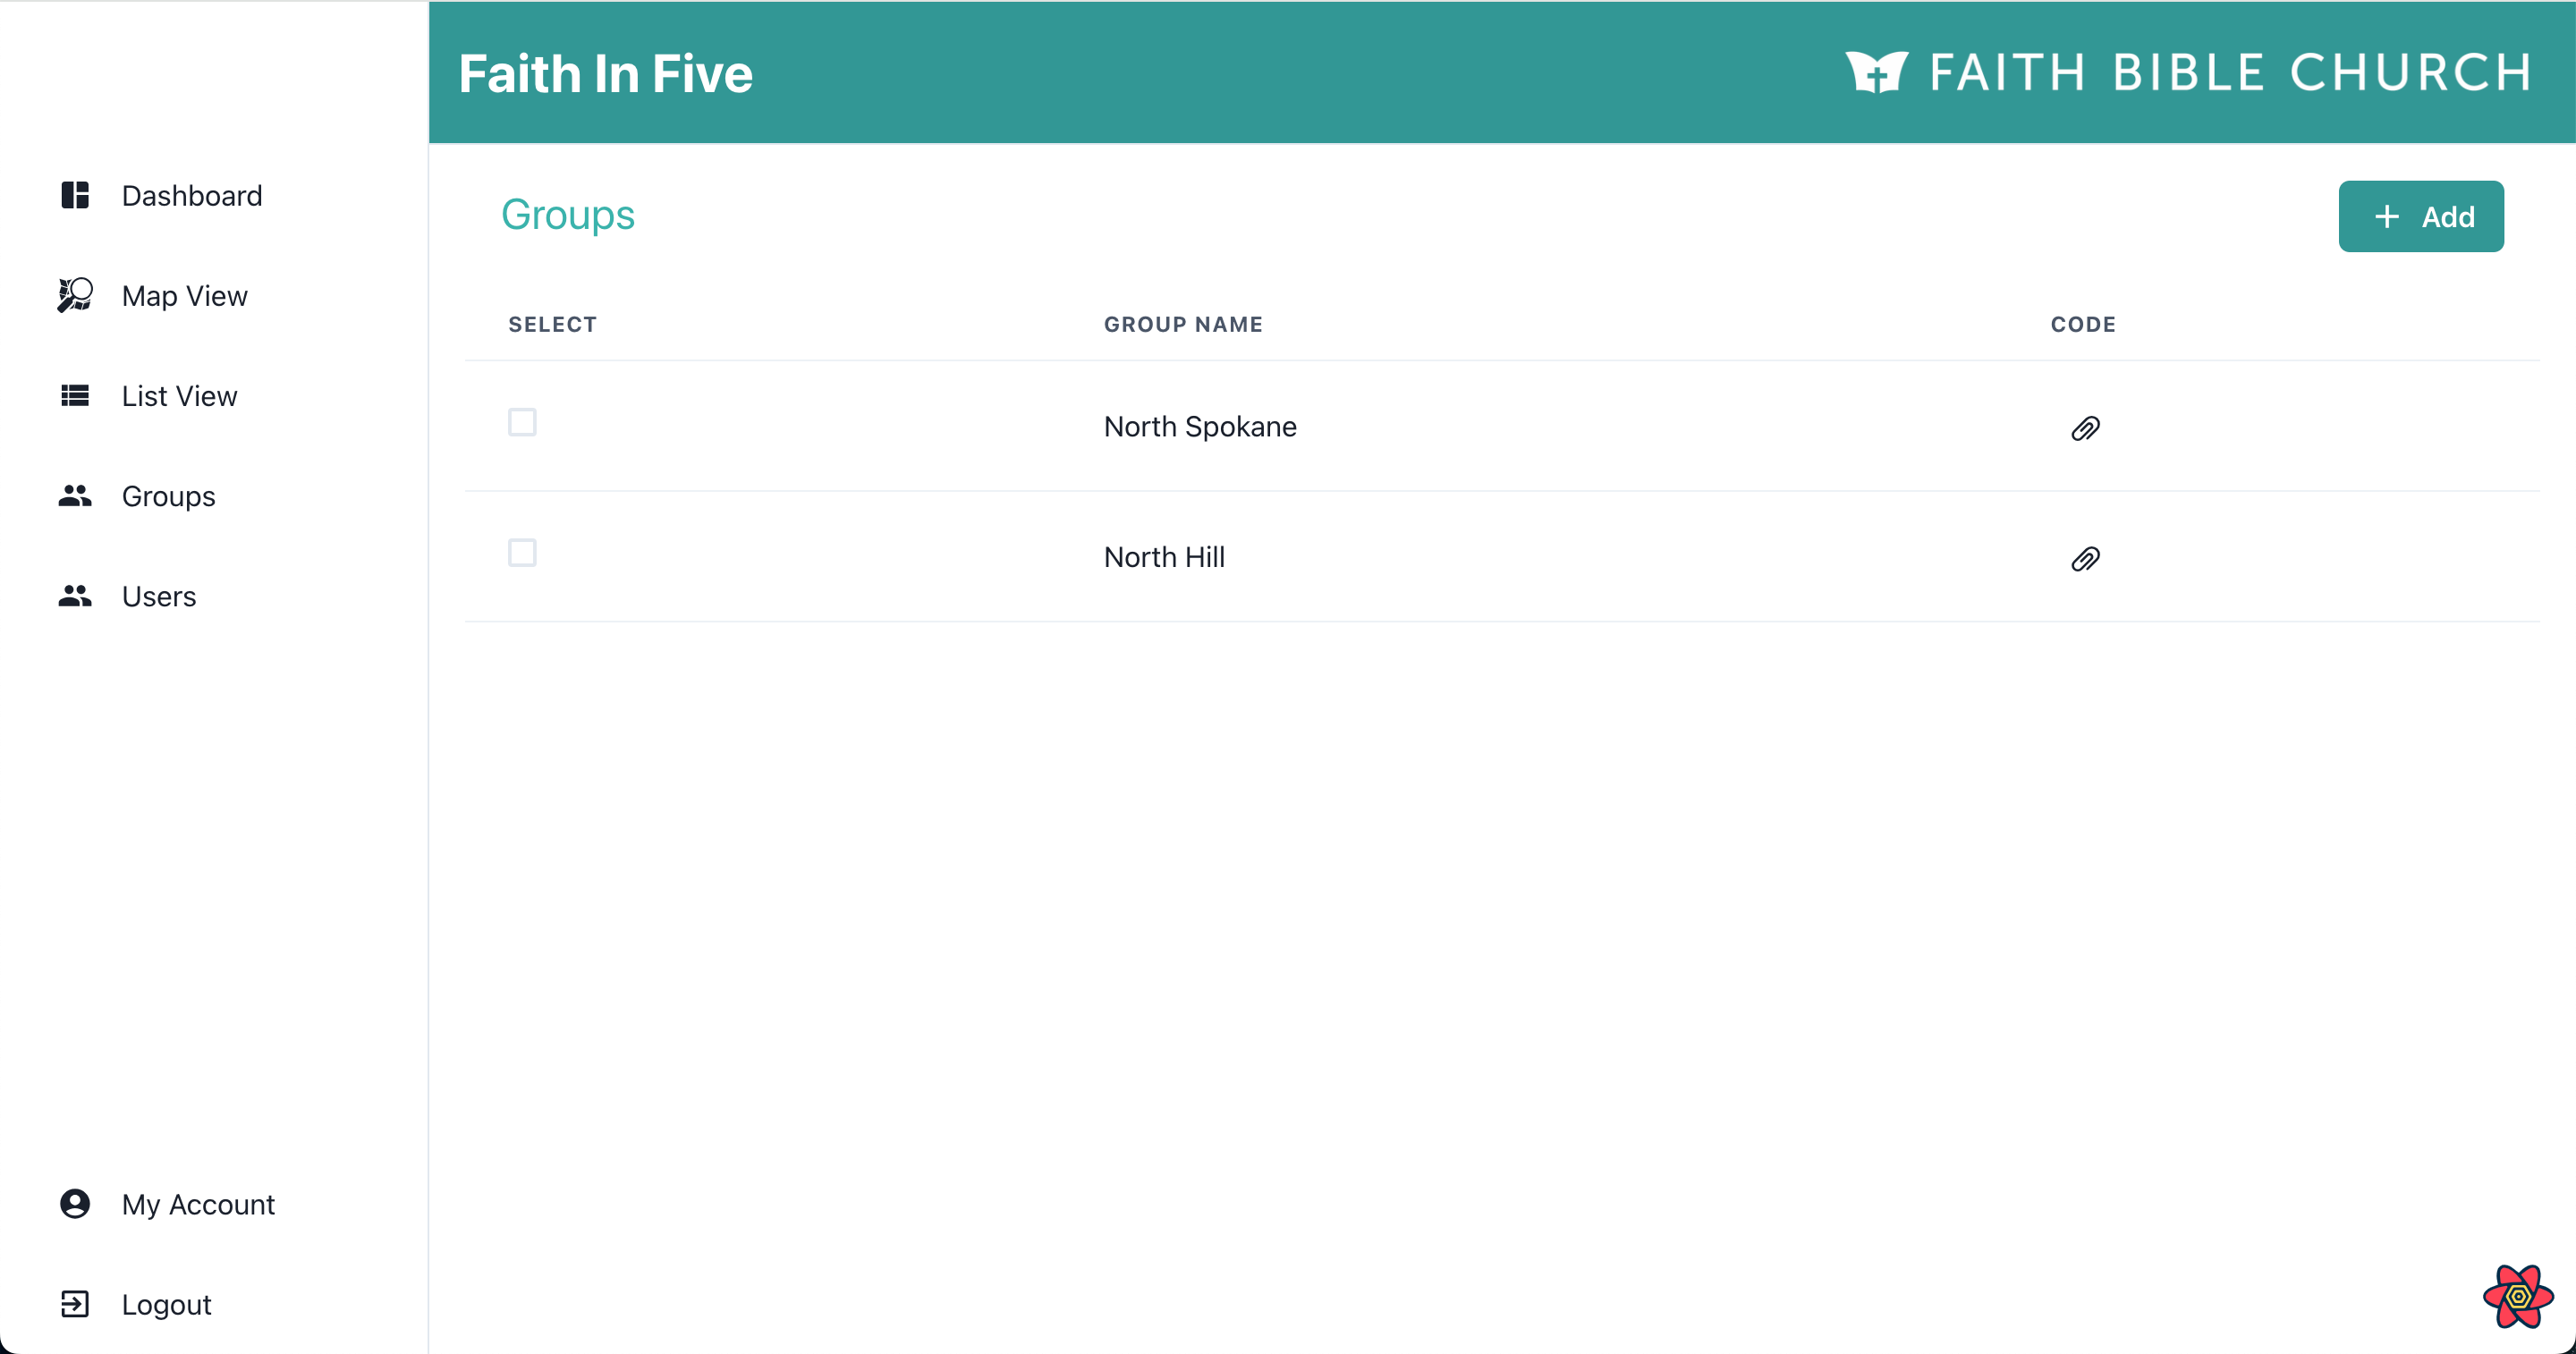 Faith In Five
FAITH BIBLE CHURCH
Dashboard
Map View
List View
Groups
Users
My Account
Logout
Groups
Add
SELECT GROUP NAME CODE
North Spokane
North Hill